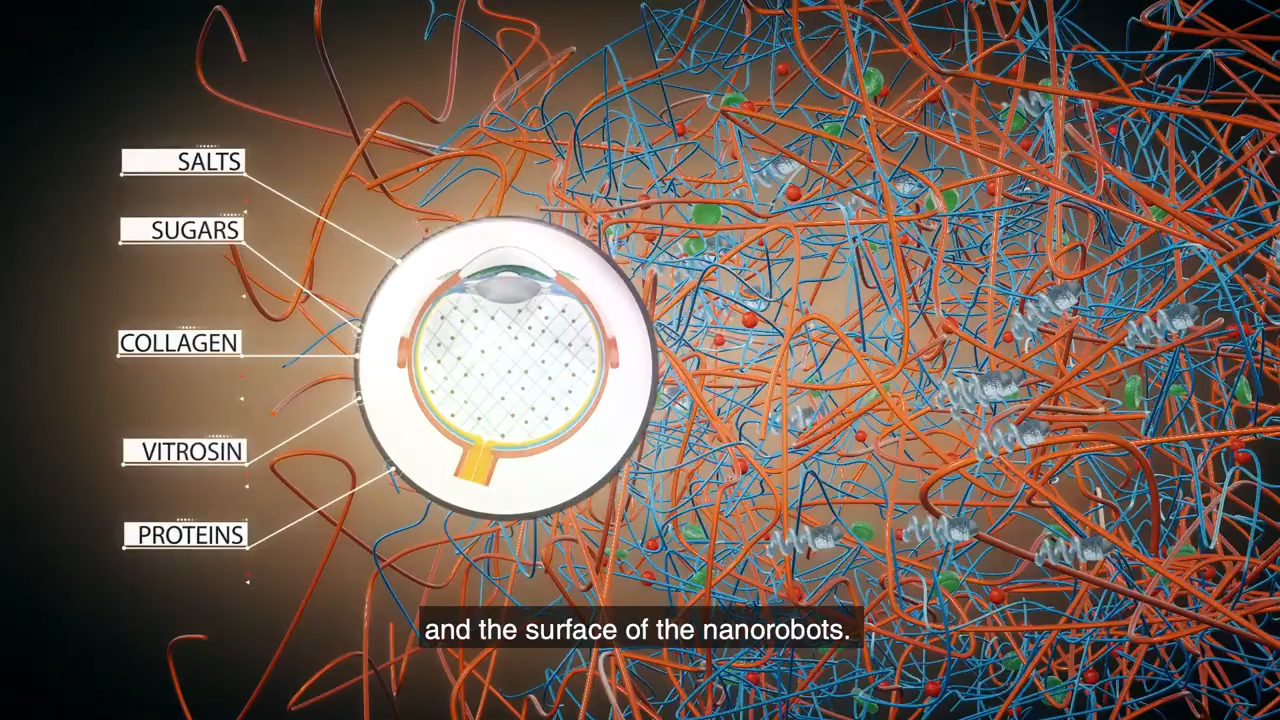 SALTS
SUGARS
COLLAGEN
VITROSIN
PROTEINS
and the surface of the nanorobots.